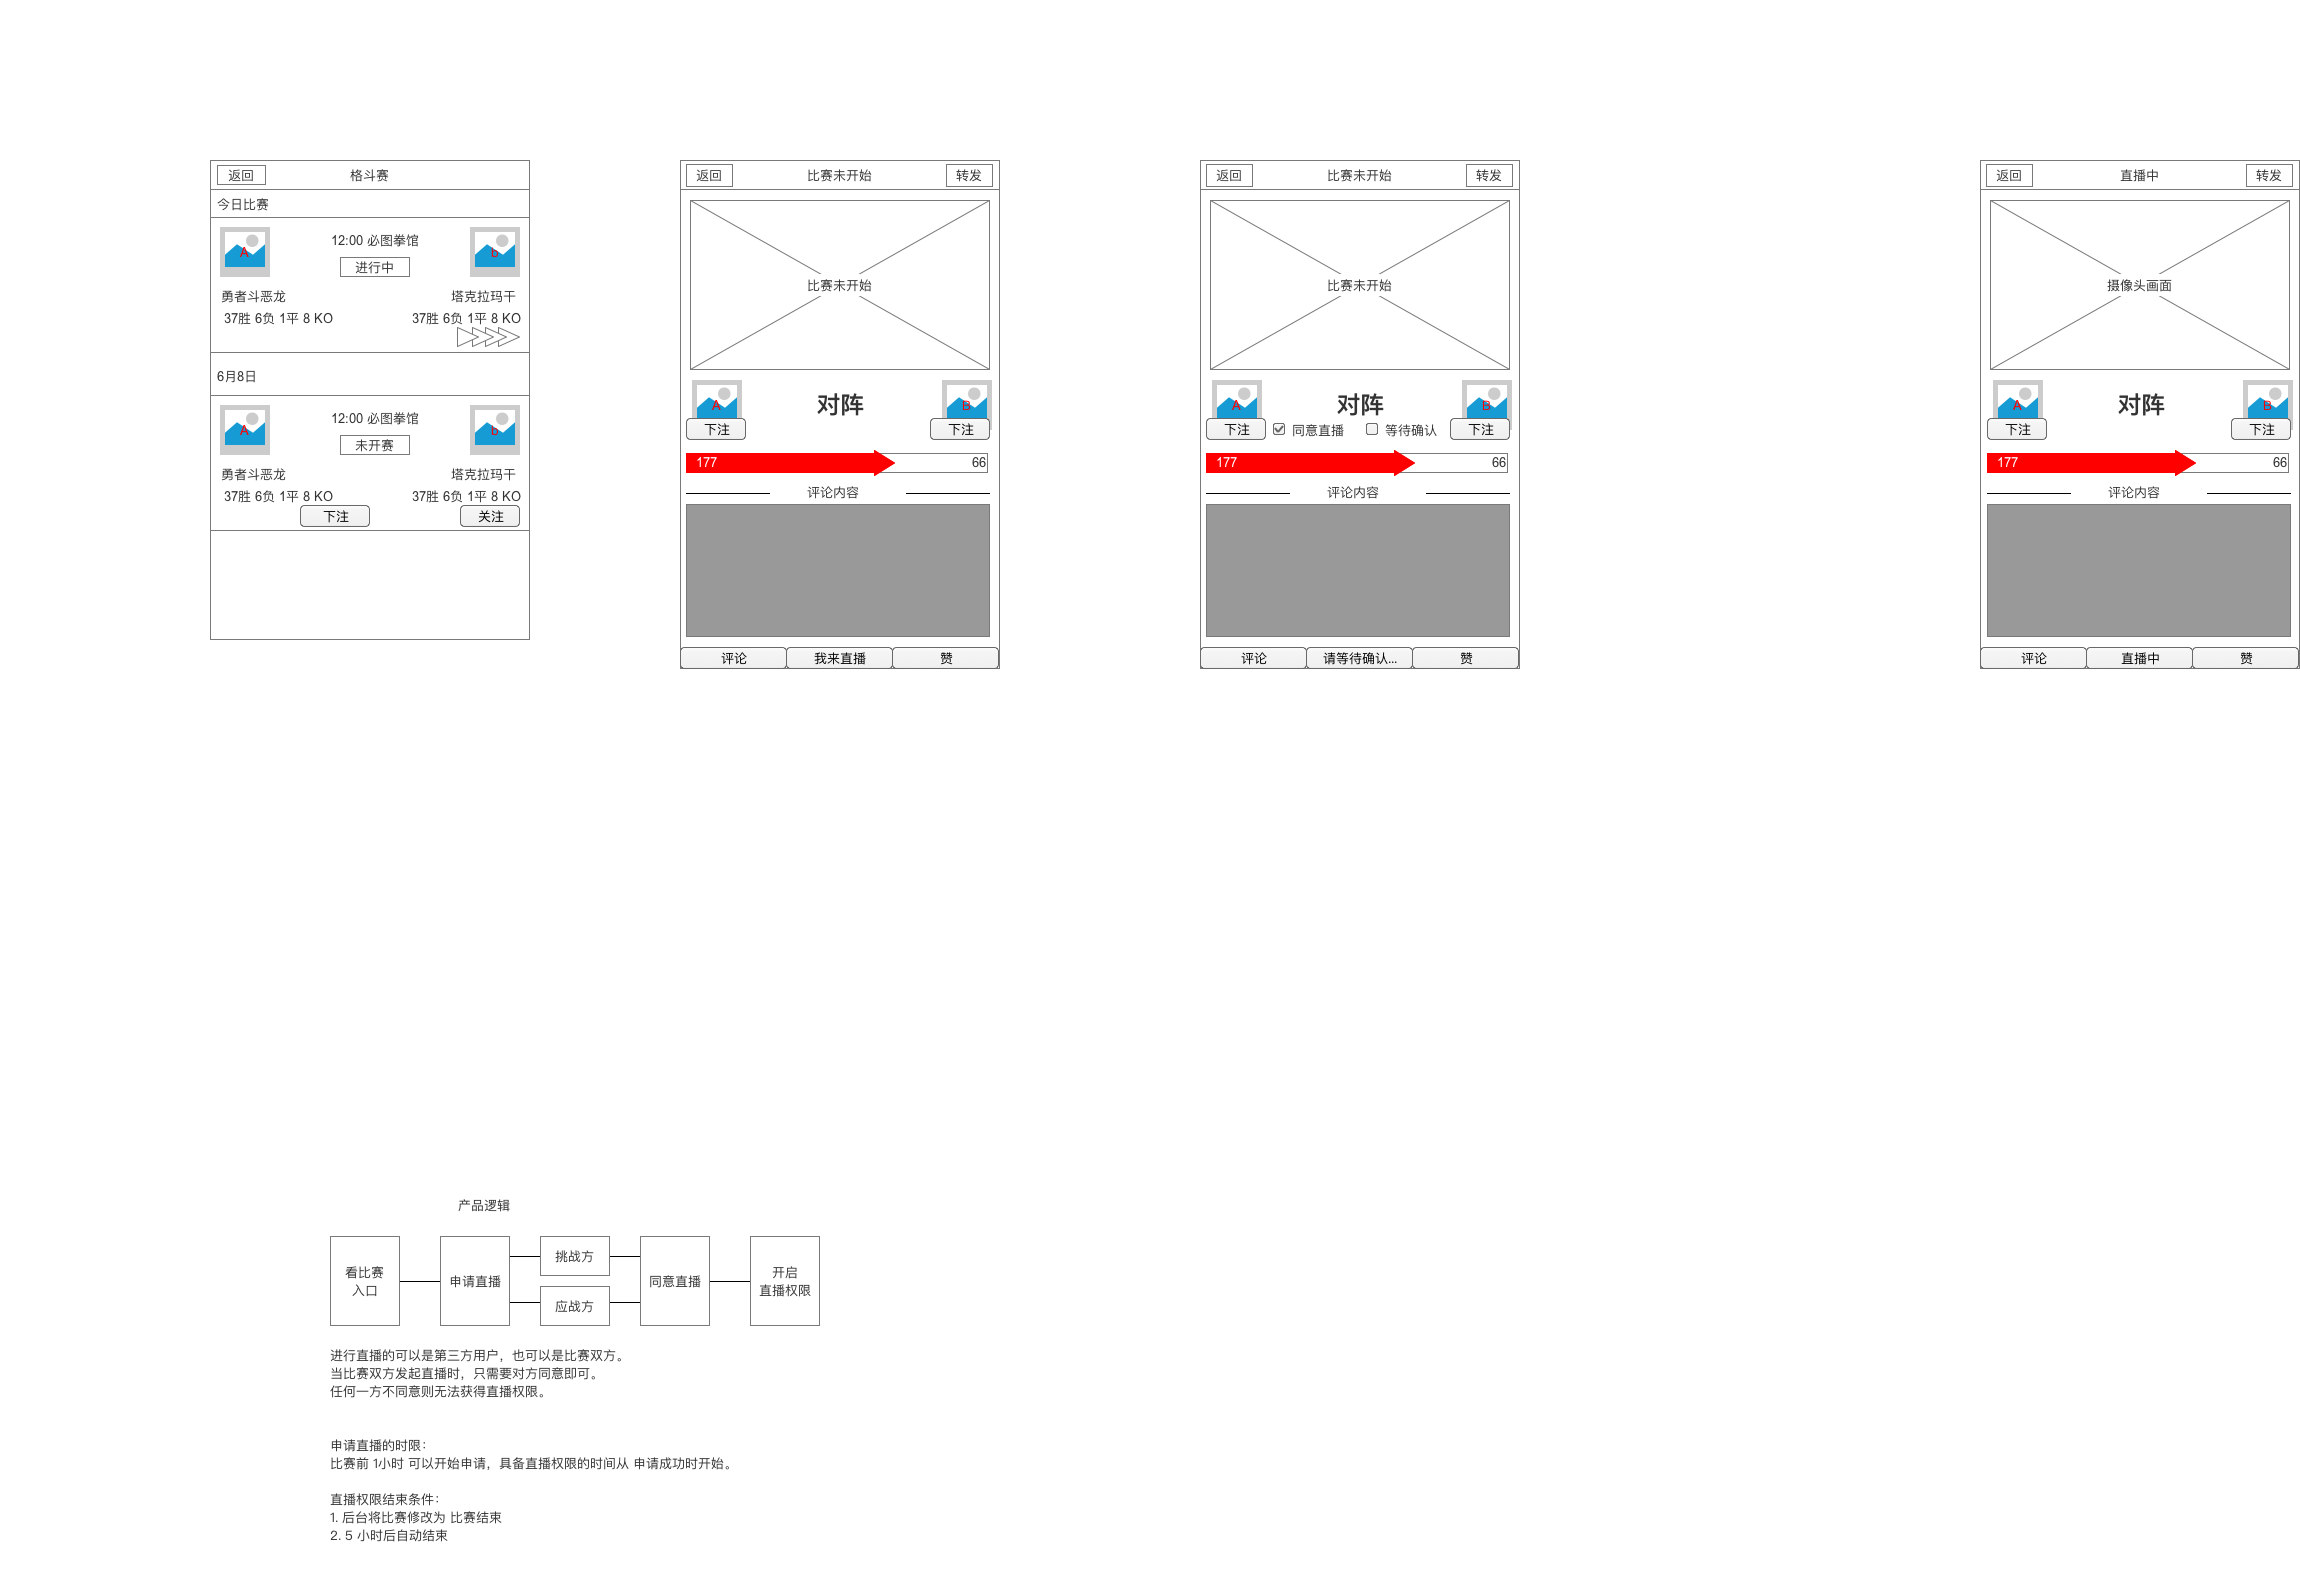 返回
格斗赛
今日比赛
A
12:00 必图拳馆
b
进行中
勇者斗恶龙
塔克拉玛干
37胜 6负 1平 8 KO
37胜 6负 1平 8 KO
6月8日
A
12:00 必图拳馆
b
未开赛
勇者斗恶龙
塔克拉玛干
37胜 6负 1平 8 KO
37胜 6负 1平 8 KO
下注
关注
返回
比赛未开始
转发
比赛未开始
A
对阵
B
下注
下注
177
66
评论内容
评论
我来直播
赞
返回
比赛未开始
转发
比赛未开始
A
对阵
B
下注
同意直播
等待确认
下注
177
66
评论内容
评论
请等待确认...
赞
返回
直播中
转发
摄像头画面
A
对阵
B
下注
下注
177
66
评论内容
评论
直播中
赞
产品逻辑
看比赛
入口
申请直播
挑战方
应战方
同意直播
开启
直播权限
进行直播的可以是第三方用户，也可以是比赛双方。
当比赛双方发起直播时，只需要对方同意即可。
任何一方不同意则无法获得直播权限。
申请直播的时限：
比赛前 1小时 可以开始申请，具备直播权限的时间从 申请成功时开始。
直播权限结束条件：
1. 后台将比赛修改为 比赛结束
2. 5 小时后自动结束